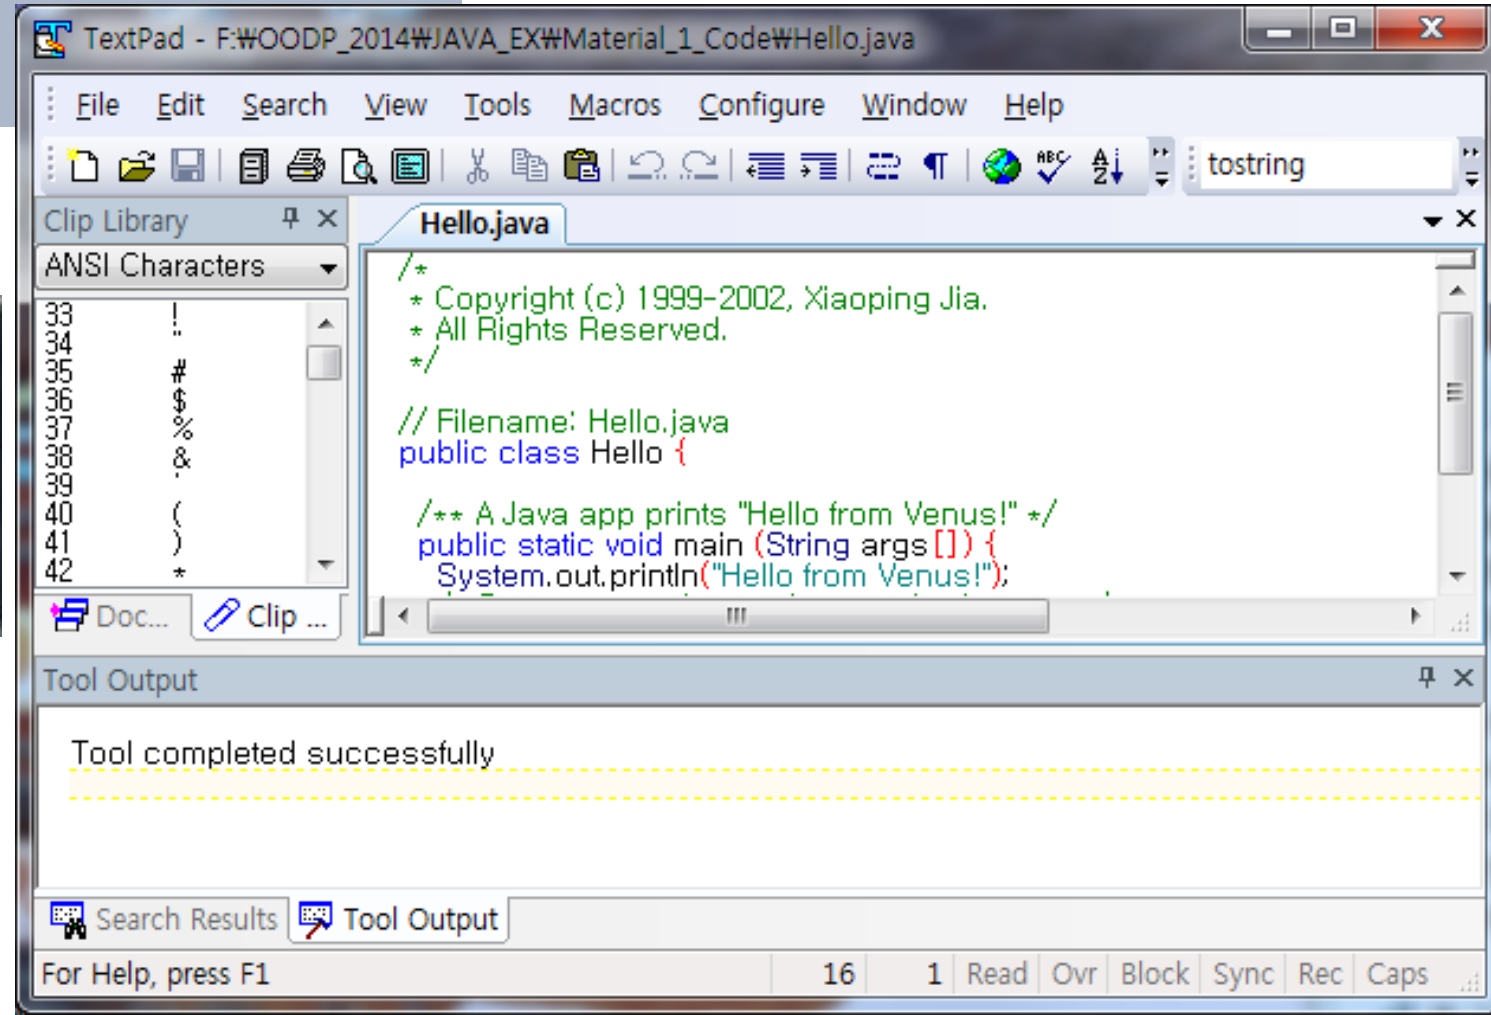 TextPad - F:₩OODP_2014₩JAVA_EX₩Material_1_Code₩Hello.java
File Edit Search View Tools Macros Configure Window Help
tostring
Clip Library
ANSI Characters
33 !
34 "
35 #
36 $
37 %
38 &
39 '
40 (
41 )
42 *
Doc... Clip ...
Hello.java
/*
* Copyright (c) 1999-2002, Xiaoping Jia.
* All Rights Reserved.
*/
// Filename: Hello.java
public class Hello {
/** A Java app prints "Hello from Venus!" */
public static void main (String args[]) {
System.out.println("Hello from Venus!");
Tool Output
Tool completed successfully
Search Results Tool Output
For Help, press F1 16 1 Read Ovr Block Sync Rec Caps